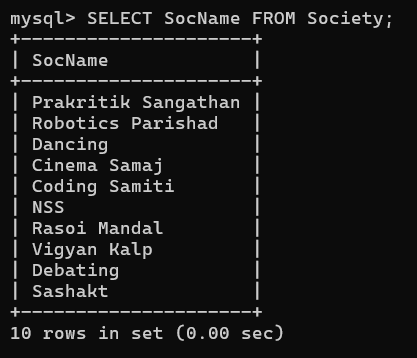 mysql> SELECT SocName FROM Society;
+---------------------+
| SocName             |
+---------------------+
| Prakritik Sangathan |
| Robotics Parishad   |
| Dancing             |
| Cinema Samaj        |
| Coding Samiti       |
| NSS                 |
| Rasoi Mandal        |
| Vigyan Kalp         |
| Debating            |
| Sashakt             |
+---------------------+
10 rows in set (0.00 sec)